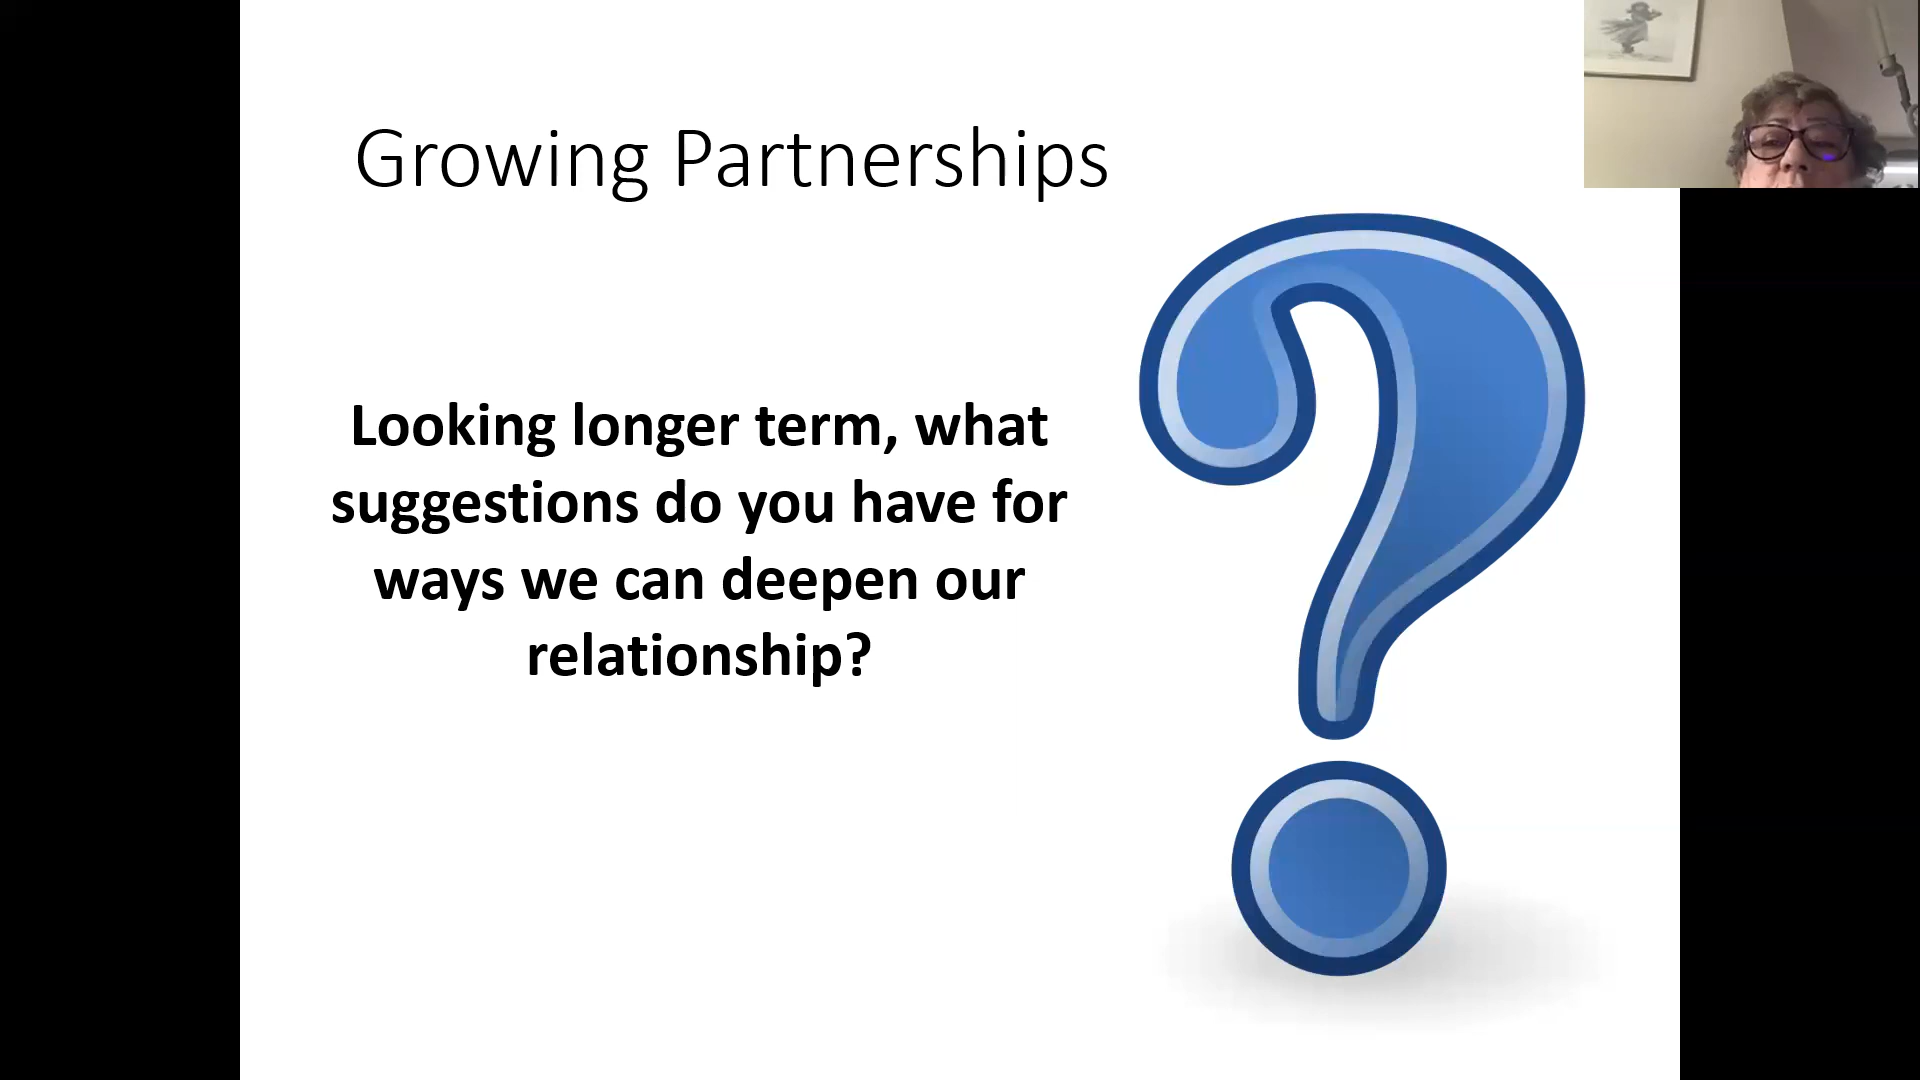 Growing Partnerships
Looking longer term, what
suggestions do you have for
ways we can deepen our
relationship?